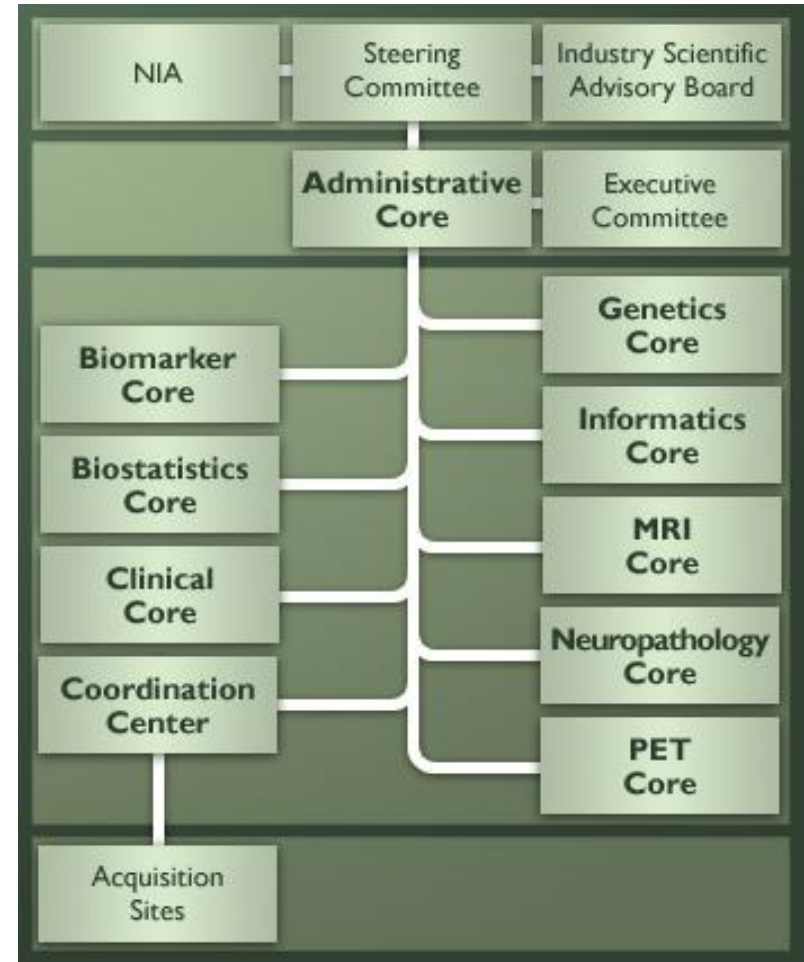 NIA
Steering
Committee
Industry Scientific
Advisory Board
Administrative
Core
Executive
Committee
Biomarker
Core
Biostatistics
Core
Clinical
Core
Coordination
Center
Genetics
Core
Informatics
Core
MRI
Core
Neuropathology
Core
PET
Core
Acquisition
Sites